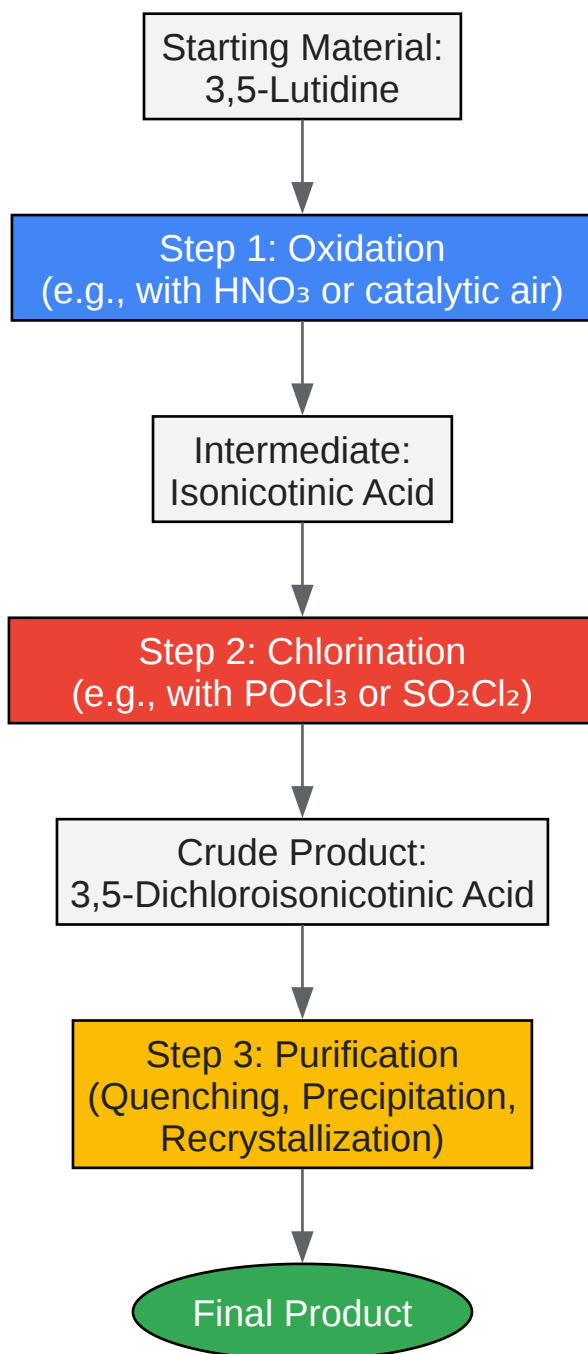 Starting Material:
3,5-Lutidine
Step 1: Oxidation
(e.g., with HNO₃ or catalytic air)
Intermediate:
Isonicotinic Acid
Step 2: Chlorination
(e.g., with POCl₃ or SO₂Cl₂)
Crude Product:
3,5-Dichloroisonicotinic Acid
Step 3: Purification
(Quenching, Precipitation,
Recrystallization)
Final Product